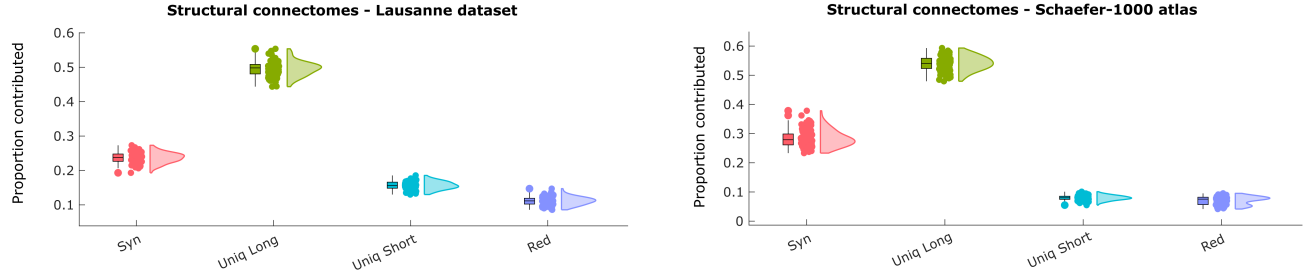 Structural connectomes - Lausanne dataset
Proportion contributed
0.6
0.5
0.4
0.3
0.2
0.1
Syn
Uniq Long
Uniq Short
Red
Structural connectomes - Schaefer-1000 atlas
Proportion contributed
0.6
0.5
0.4
0.3
0.2
0.1
0
Syn
Uniq Long
Uniq Short
Red